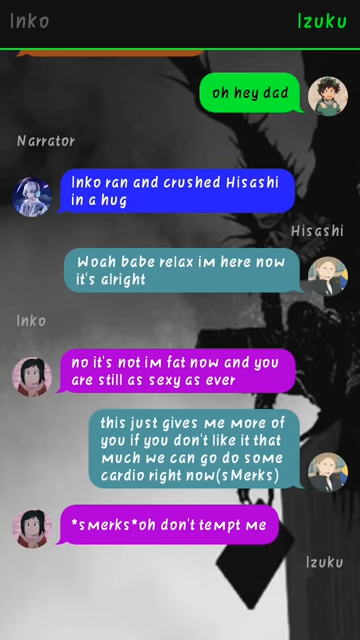 Inko
Izuku
oh hey dad
Narrator
Inko ran and crushed Hisashi
in a hug
Hisashi
Woah babe relax im here now
it's alright
Inko
no it's not im fat now and you
are still as sexy as ever
this just gives me more of
you if you don't like it that
much we can go do some
cardio right now(smerks)
*smerks*oh don't tempt me
Izuku